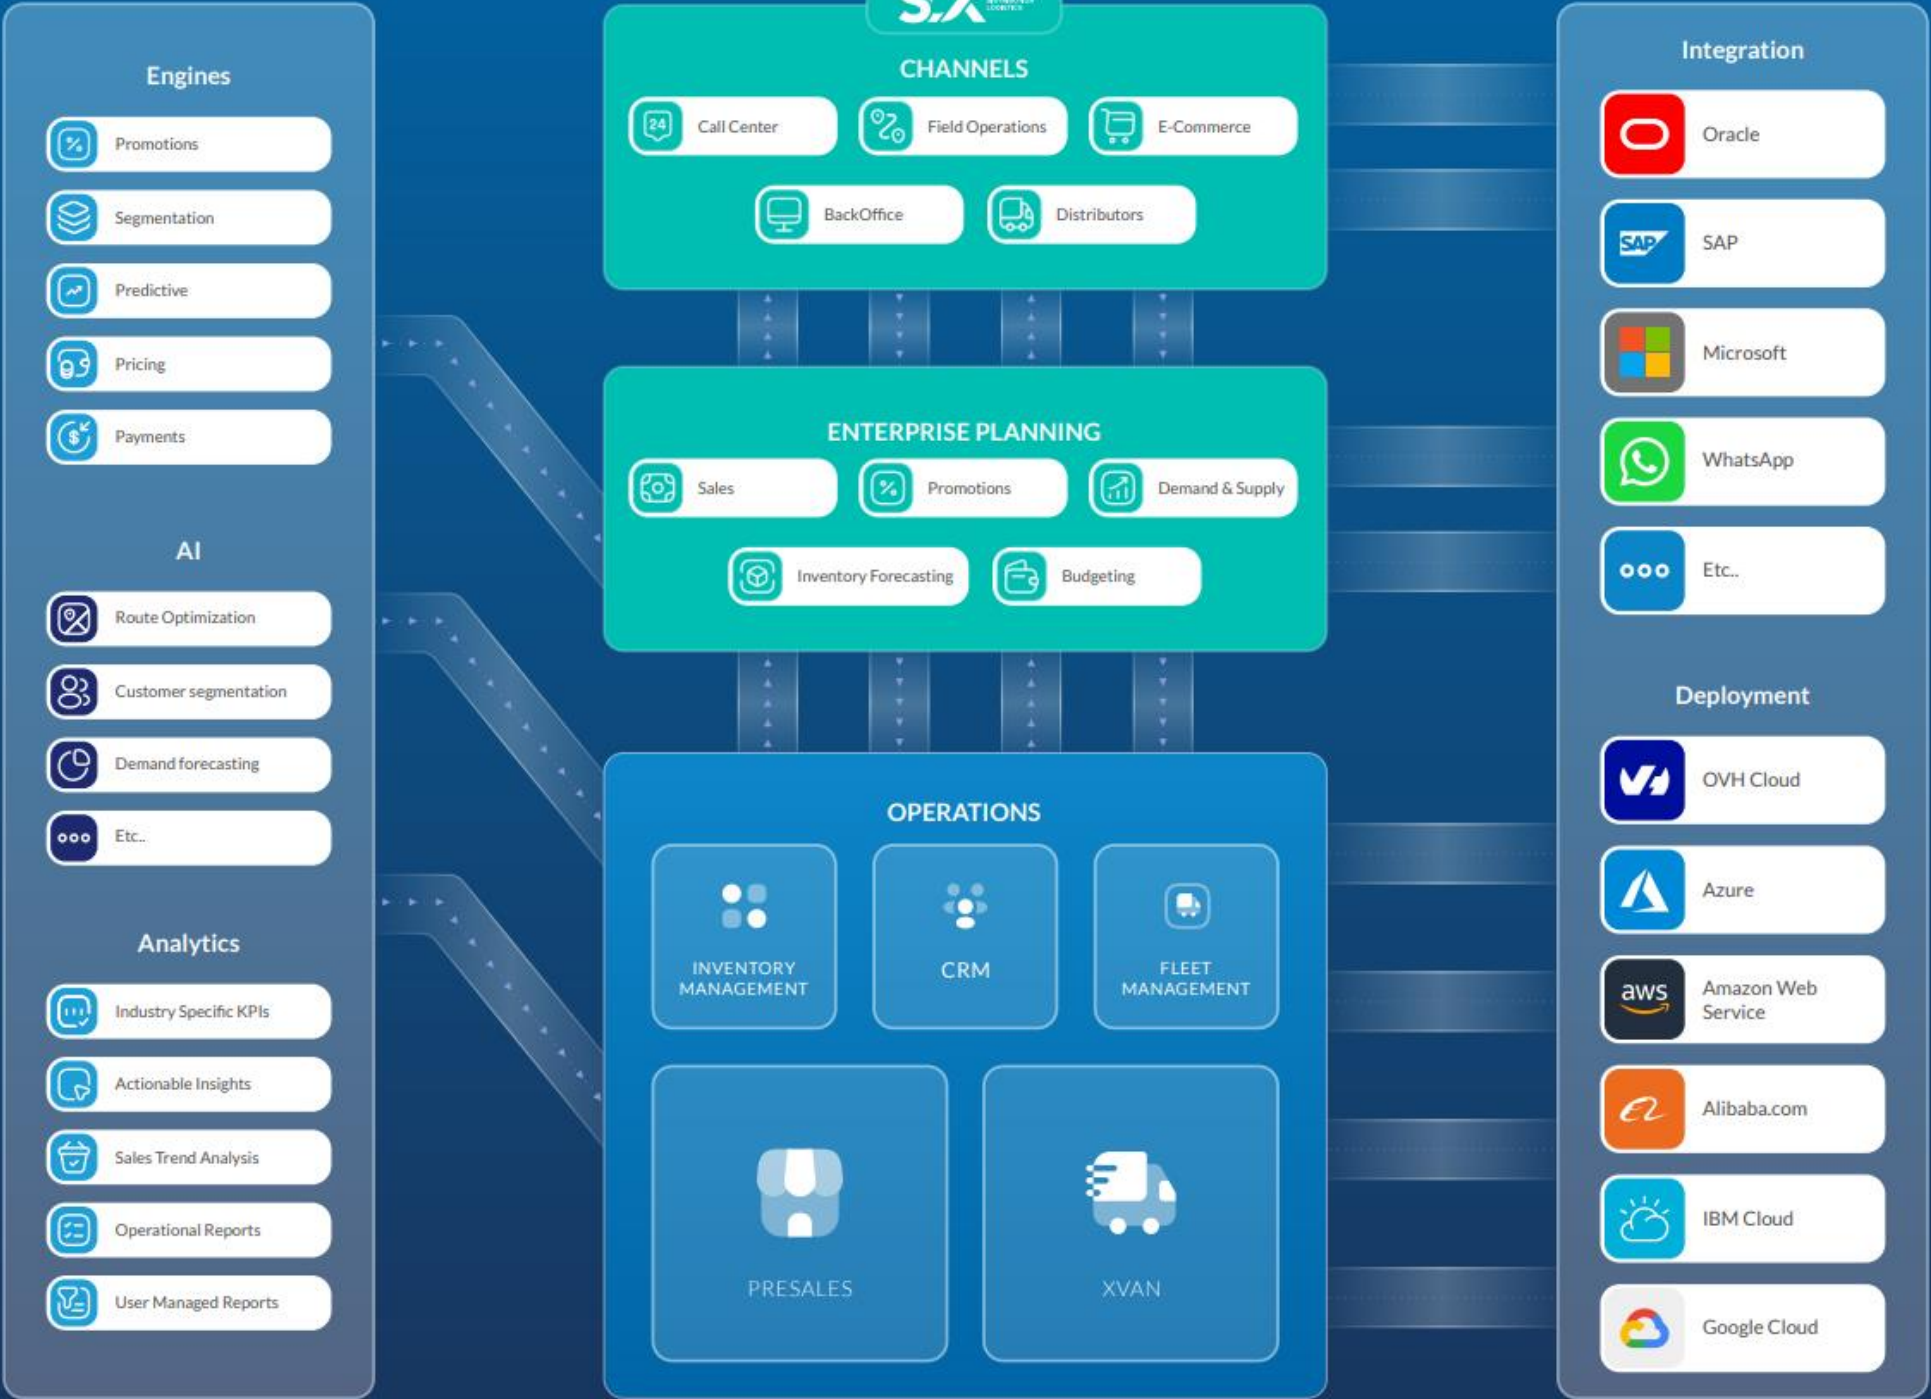 Engines
Promotions
Segmentation
Predictive
Pricing
Payments
AI
Route Optimization
Customer segmentation
Demand forecasting
Etc..
Analytics
Industry Specific KPIs
Actionable Insights
Sales Trend Analysis
Operational Reports
User Managed Reports
LOGISTICS
CHANNELS
24
Call Center
Field Operations
E-Commerce
BackOffice
Distributors
ENTERPRISE PLANNING
Sales
Promotions
Demand & Supply
Inventory Forecasting
Budgeting
OPERATIONS
INVENTORY
MANAGEMENT
CRM
FLEET
MANAGEMENT
PRESALES
XVAN
Integration
Oracle
SAP
SAP
Microsoft
WhatsApp
Etc..
Deployment
OVH Cloud
Azure
aws
Amazon Web
Service
Alibaba.com
IBM Cloud
Google Cloud